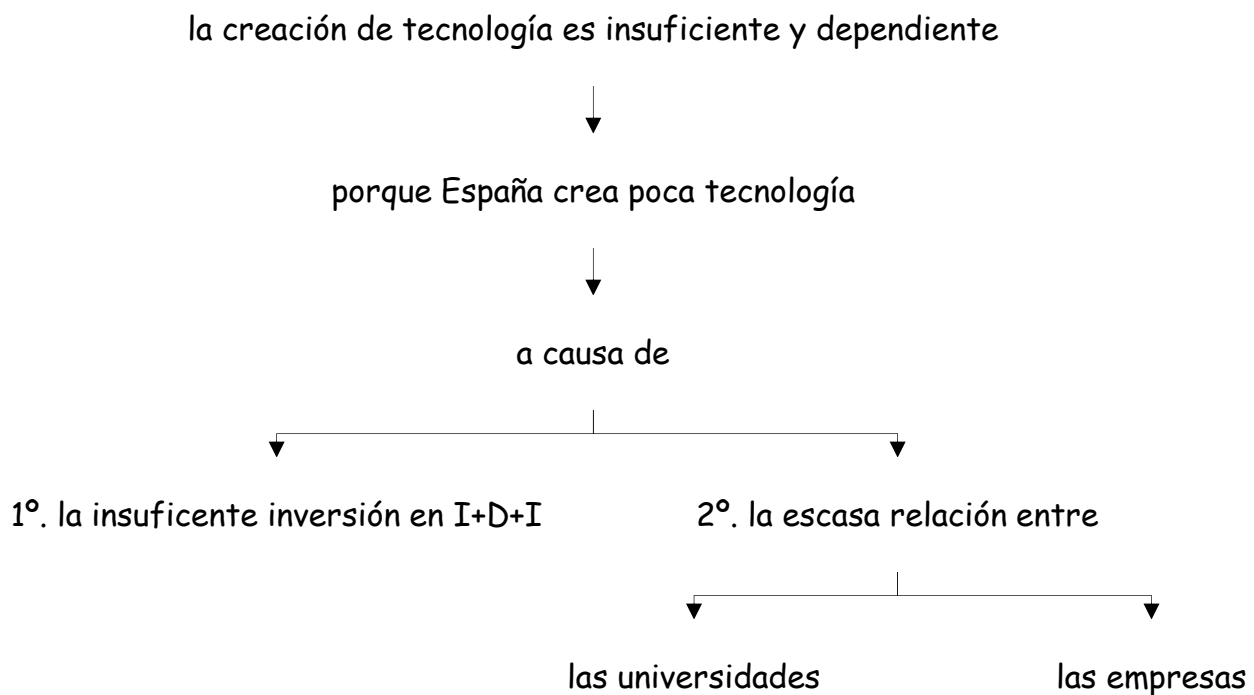 la creación de tecnología es insuficiente y dependiente
porque España crea poca tecnología
a causa de
1º. la insuficente inversión en I+D+I
2º. la escasa relación entre
las universidades
las empresas